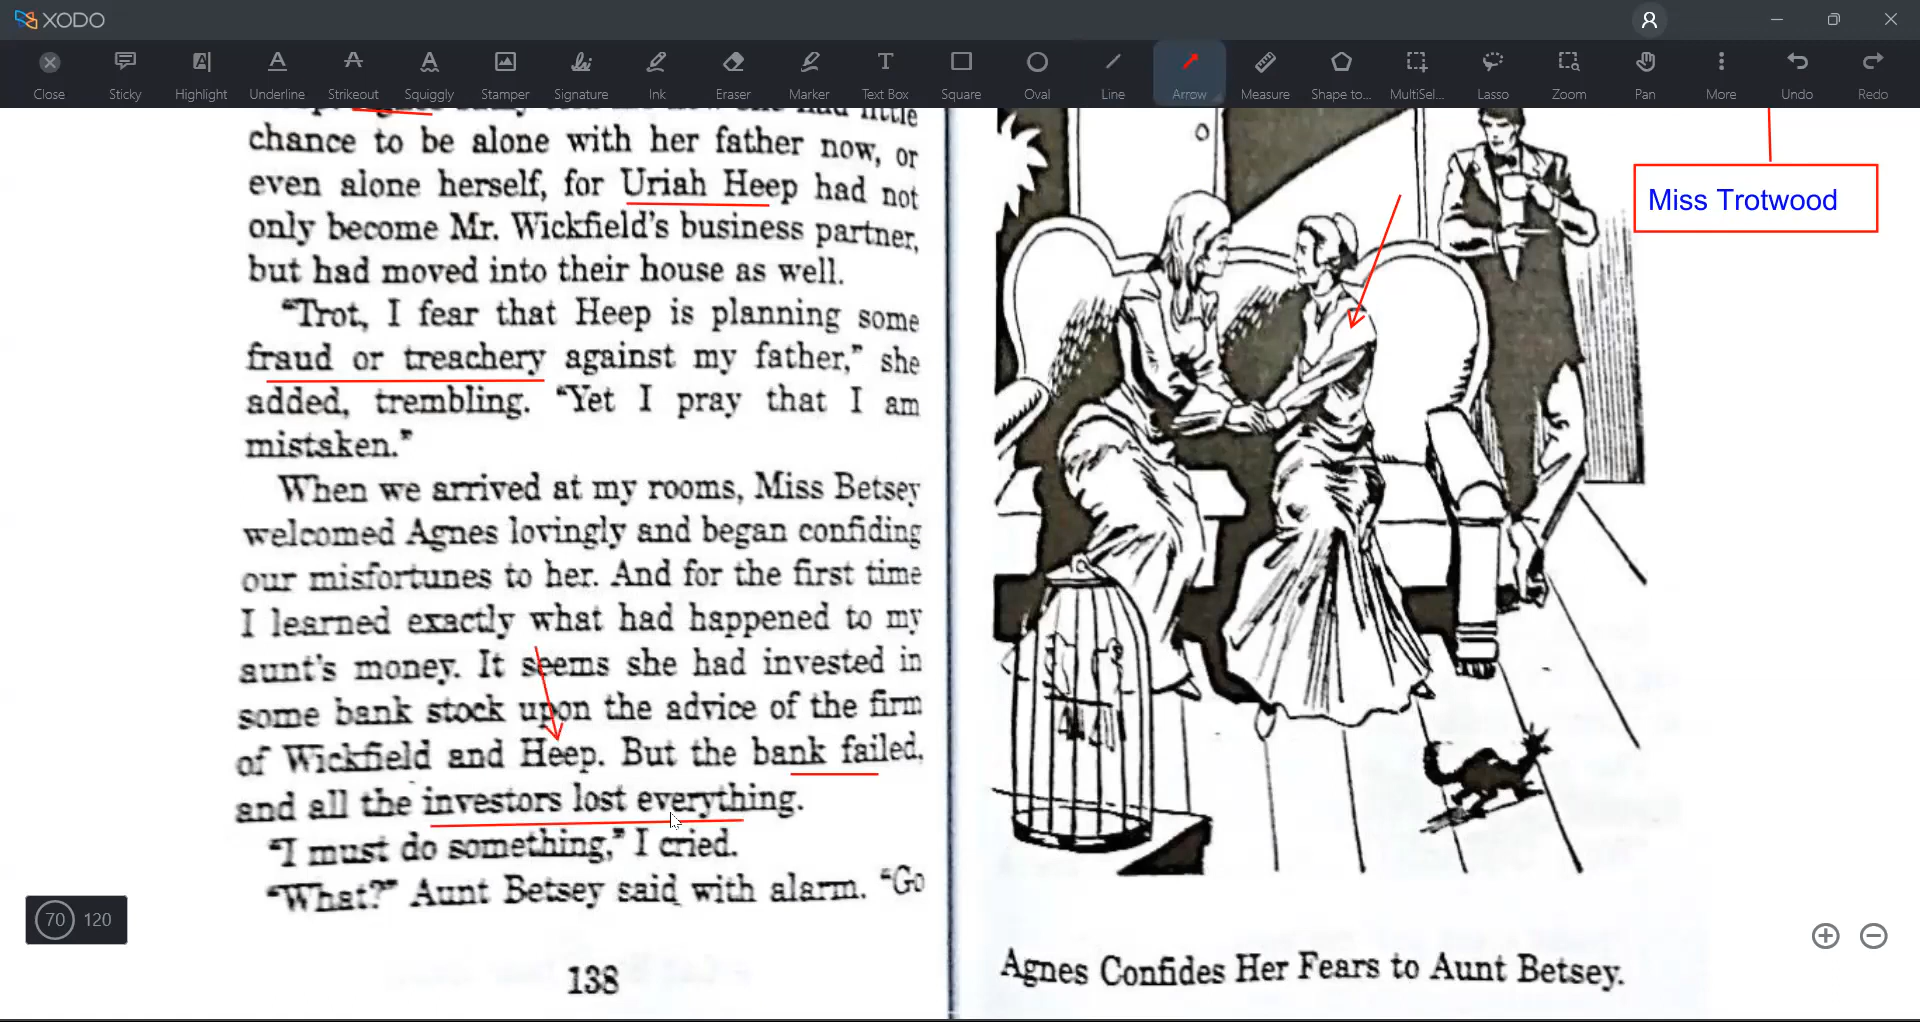 XODO
Close
Sticky
Highlight
Underline
Strikeout
Squiggly
Stamper
Signature
Ink
Eraser
Marker
Text Box
Square
Oval
Line
Arrow
Measure
Shape to...
MultiSel...
Lasso
Zoom
Pan
More
Undo
Redo
had little
chance to be alone with her father now, or
even alone herself, for Uriah Heep had not
only become Mr. Wickfield's business partner,
but had moved into their house as well.
"Trot, I fear that Heep is planning some
fraud or treachery against my father," she
added, trembling. "Yet I pray that I am
mistaken."
When we arrived at my rooms, Miss Betsey
welcomed Agnes lovingly and began confiding
our misfortunes to her. And for the first time
I learned exactly what had happened to my
aunt's money. It seems she had invested in
some bank stock upon the advice of the firm
of Wickfield and Heep. But the bank failed,
and all the investors lost everything.
"I must do something," I cried.
"What?" Aunt Betsey said with alarm. "Go
138
Miss Trotwood
Agnes Confides Her Fears to Aunt Betsey.
70 120